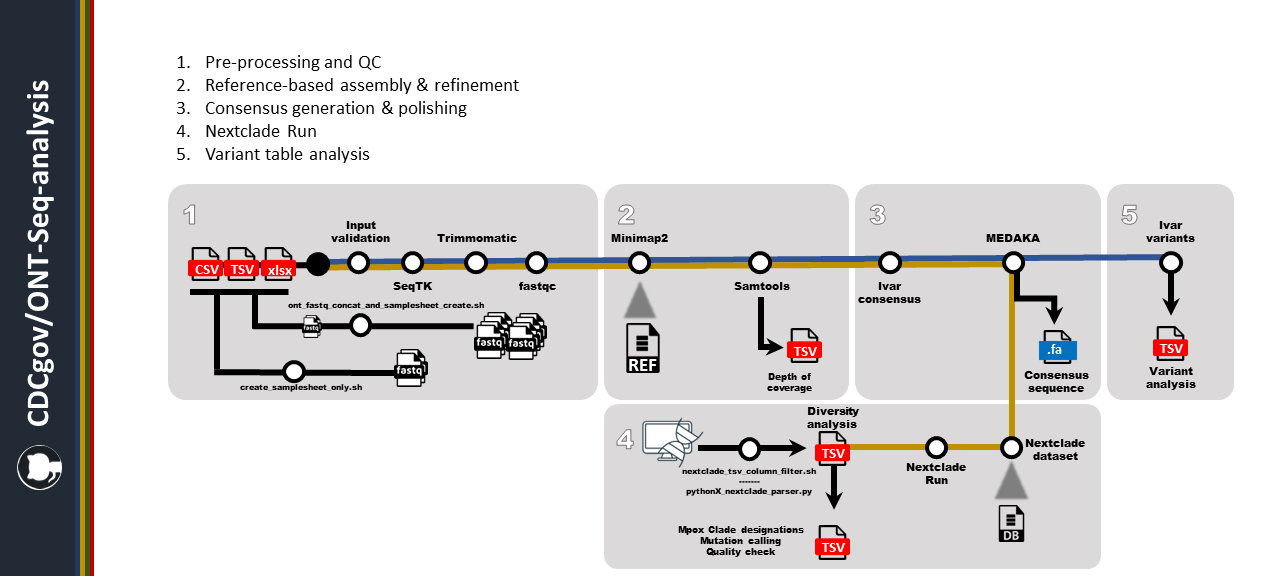 CDCgov/ONT-Seq-analysis
1. Pre-processing and QC
2. Reference-based assembly & refinement
3. Consensus generation & polishing
4. Nextclade Run
5. Variant table analysis
1
Input
validation
Trimmomatic
CSV
TSV
xlsx
SeqTK
fastqc
ont_fastq_concat_and_samplesheet_create.sh
fastq
fastq
fastq
create_samplesheet_only.sh
fastq
2
Minimap2
Samtools
REF
TSV
Depth of
coverage
3
MEDAKA
Ivar
consensus
.fa
Consensus
sequence
5
Ivar
variants
TSV
Variant
analysis
4
Diversity
analysis
TSV
nextclade_tsv_column_filter.sh
-------
pythonX_nextclade_parser.py
Nextclade
Run
Nextclade
dataset
DB
Mpox Clade designations
Mutation calling
Quality check
TSV